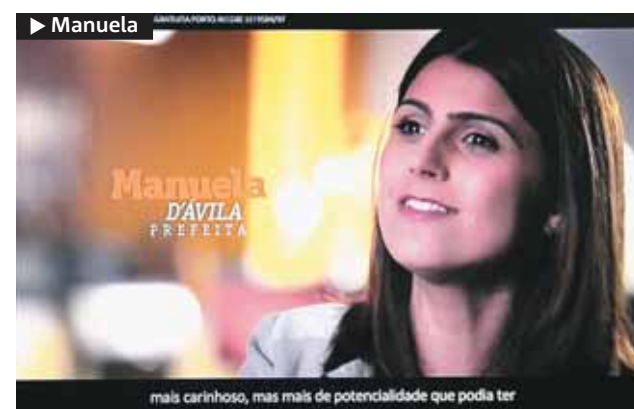 ▶ Manuela
Manuela
D'ÁVILA
PREFEITA
mais carinhoso, mas mais de potencialidade que podia ter